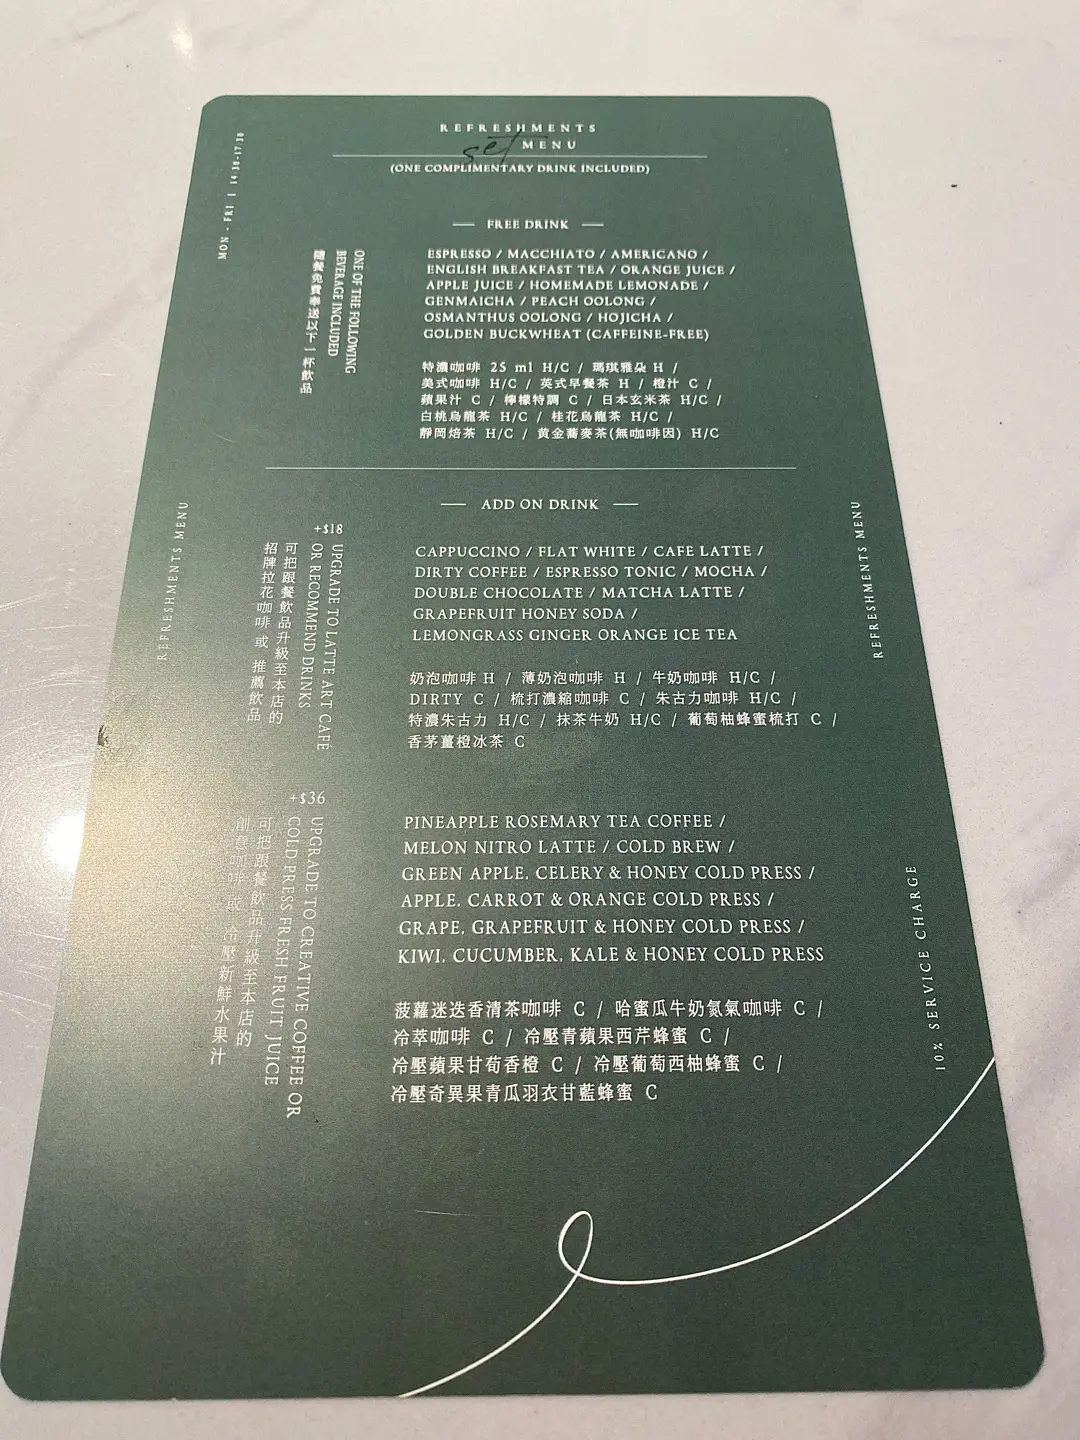 REFRESHMENTS
set MENU
(ONE COMPLIMENTARY DRINK INCLUDED)
MON - FRI | 14:30-17:30
FREE DRINK
ONE OF THE FOLLOWING
BEVERAGE INCLUDED
隨餐免費奉送以下一杯飲品
ESPRESSO / MACCHIATO / AMERICANO /
ENGLISH BREAKFAST TEA / ORANGE JUICE /
APPLE JUICE / HOMEMADE LEMONADE /
GENMAICHA / PEACH OOLONG /
OSMANTHUS OOLONG / HOJICHA /
GOLDEN BUCKWHEAT (CAFFEINE-FREE)
特濃咖啡 25 ml H/C / 瑪琪雅朵 H /
美式咖啡 H/C / 英式早餐茶 H / 橙汁 C /
蘋果汁 C / 檸檬特調 C / 日本玄米茶 H/C /
白桃烏龍茶 H/C / 桂花烏龍茶 H/C /
靜岡焙茶 H/C / 黄金蕎麥茶(無咖啡因) H/C
ADD ON DRINK
+$18
UPGRADE TO LATTE ART CAFE
OR RECOMMEND DRINKS
可把跟餐飲品升級至本店的
招牌拉花咖啡 或 推薦飲品
CAPPUCCINO / FLAT WHITE / CAFE LATTE /
DIRTY COFFEE / ESPRESSO TONIC / MOCHA /
DOUBLE CHOCOLATE / MATCHA LATTE /
GRAPEFRUIT HONEY SODA /
LEMONGRASS GINGER ORANGE ICE TEA
奶泡咖啡 H / 薄奶泡咖啡 H / 牛奶咖啡 H/C /
DIRTY C / 梳打濃縮咖啡 C / 朱古力咖啡 H/C /
特濃朱古力 H/C / 抹茶牛奶 H/C / 葡萄柚蜂蜜梳打 C /
香茅薑橙冰茶 C
+$36
UPGRADE TO CREATIVE COFFEE OR
COLD PRESS FRESH FRUIT JUICE
可把跟餐飲品升級至本店的
創意咖啡 或 冷壓新鮮水果汁
PINEAPPLE ROSEMARY TEA COFFEE /
MELON NITRO LATTE / COLD BREW /
GREEN APPLE, CELERY & HONEY COLD PRESS /
APPLE, CARROT & ORANGE COLD PRESS /
GRAPE, GRAPEFRUIT & HONEY COLD PRESS /
KIWI, CUCUMBER, KALE & HONEY COLD PRESS
菠蘿迷迭香清茶咖啡 C / 哈蜜瓜牛奶氮氣咖啡 C /
冷萃咖啡 C / 冷壓青蘋果西芹蜂蜜 C /
冷壓蘋果甘荀香橙 C / 冷壓葡萄西柚蜂蜜 C /
冷壓奇異果青瓜羽衣甘藍蜂蜜 C
REFRESHMENTS MENU
REFRESHMENTS MENU
10% SERVICE CHARGE